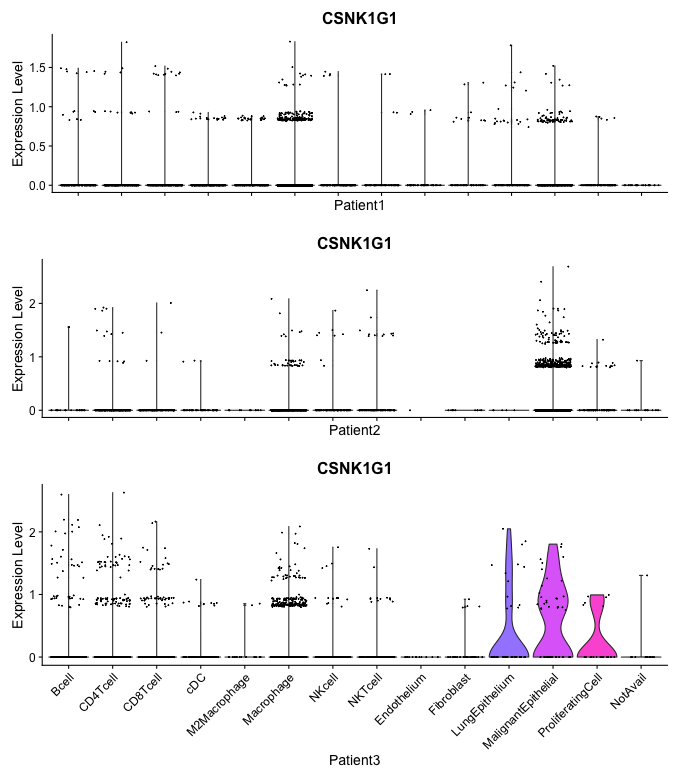 CSNK1G1
Expression Level
1.5
1.0
0.5
0.0
Patient1
CSNK1G1
Expression Level
2
1
0
Patient2
CSNK1G1
Expression Level
2
1
0
Bcell
CD4Tcell
CD8Tcell
cDC
M2Macrophage
Macrophage
NKcell
NKTcell
Endothelium
Fibroblast
LungEpithelium
MalignantEpithelial
ProliferatingCell
NotAvail
Patient3